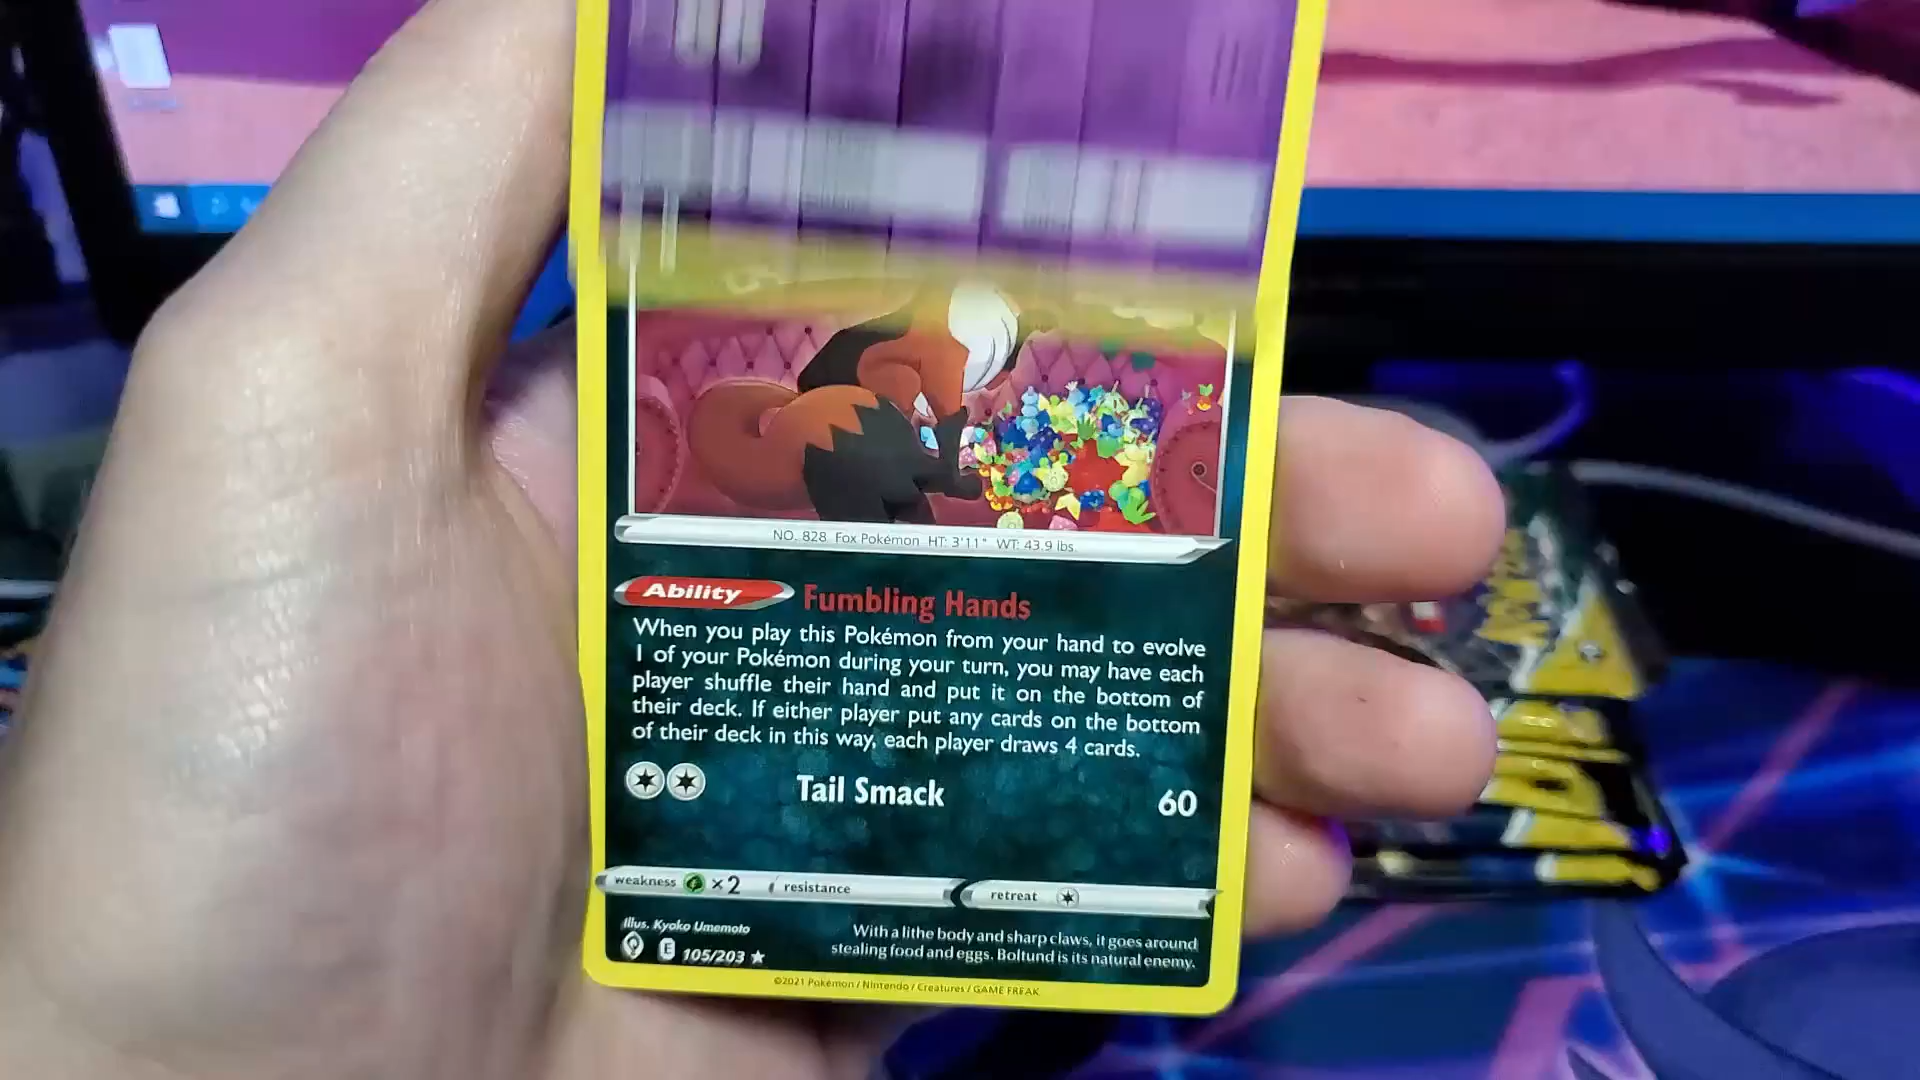 NO. 828 Fox Pokémon HT: 3'11" WT: 43.9 lbs.
Ability Fumbling Hands
When you play this Pokémon from your hand to evolve
1 of your Pokémon during your turn, you may have each
player shuffle their hand and put it on the bottom of
their deck. If either player put any cards on the bottom
of their deck in this way, each player draws 4 cards.
Tail Smack 60
weakness ×2 resistance retreat
Illus. Kyoko Umemoto
E 105/203 ★
With a lithe body and sharp claws, it goes around
stealing food and eggs. Boltund is its natural enemy.
©2021 Pokémon / Nintendo / Creatures / GAME FREAK